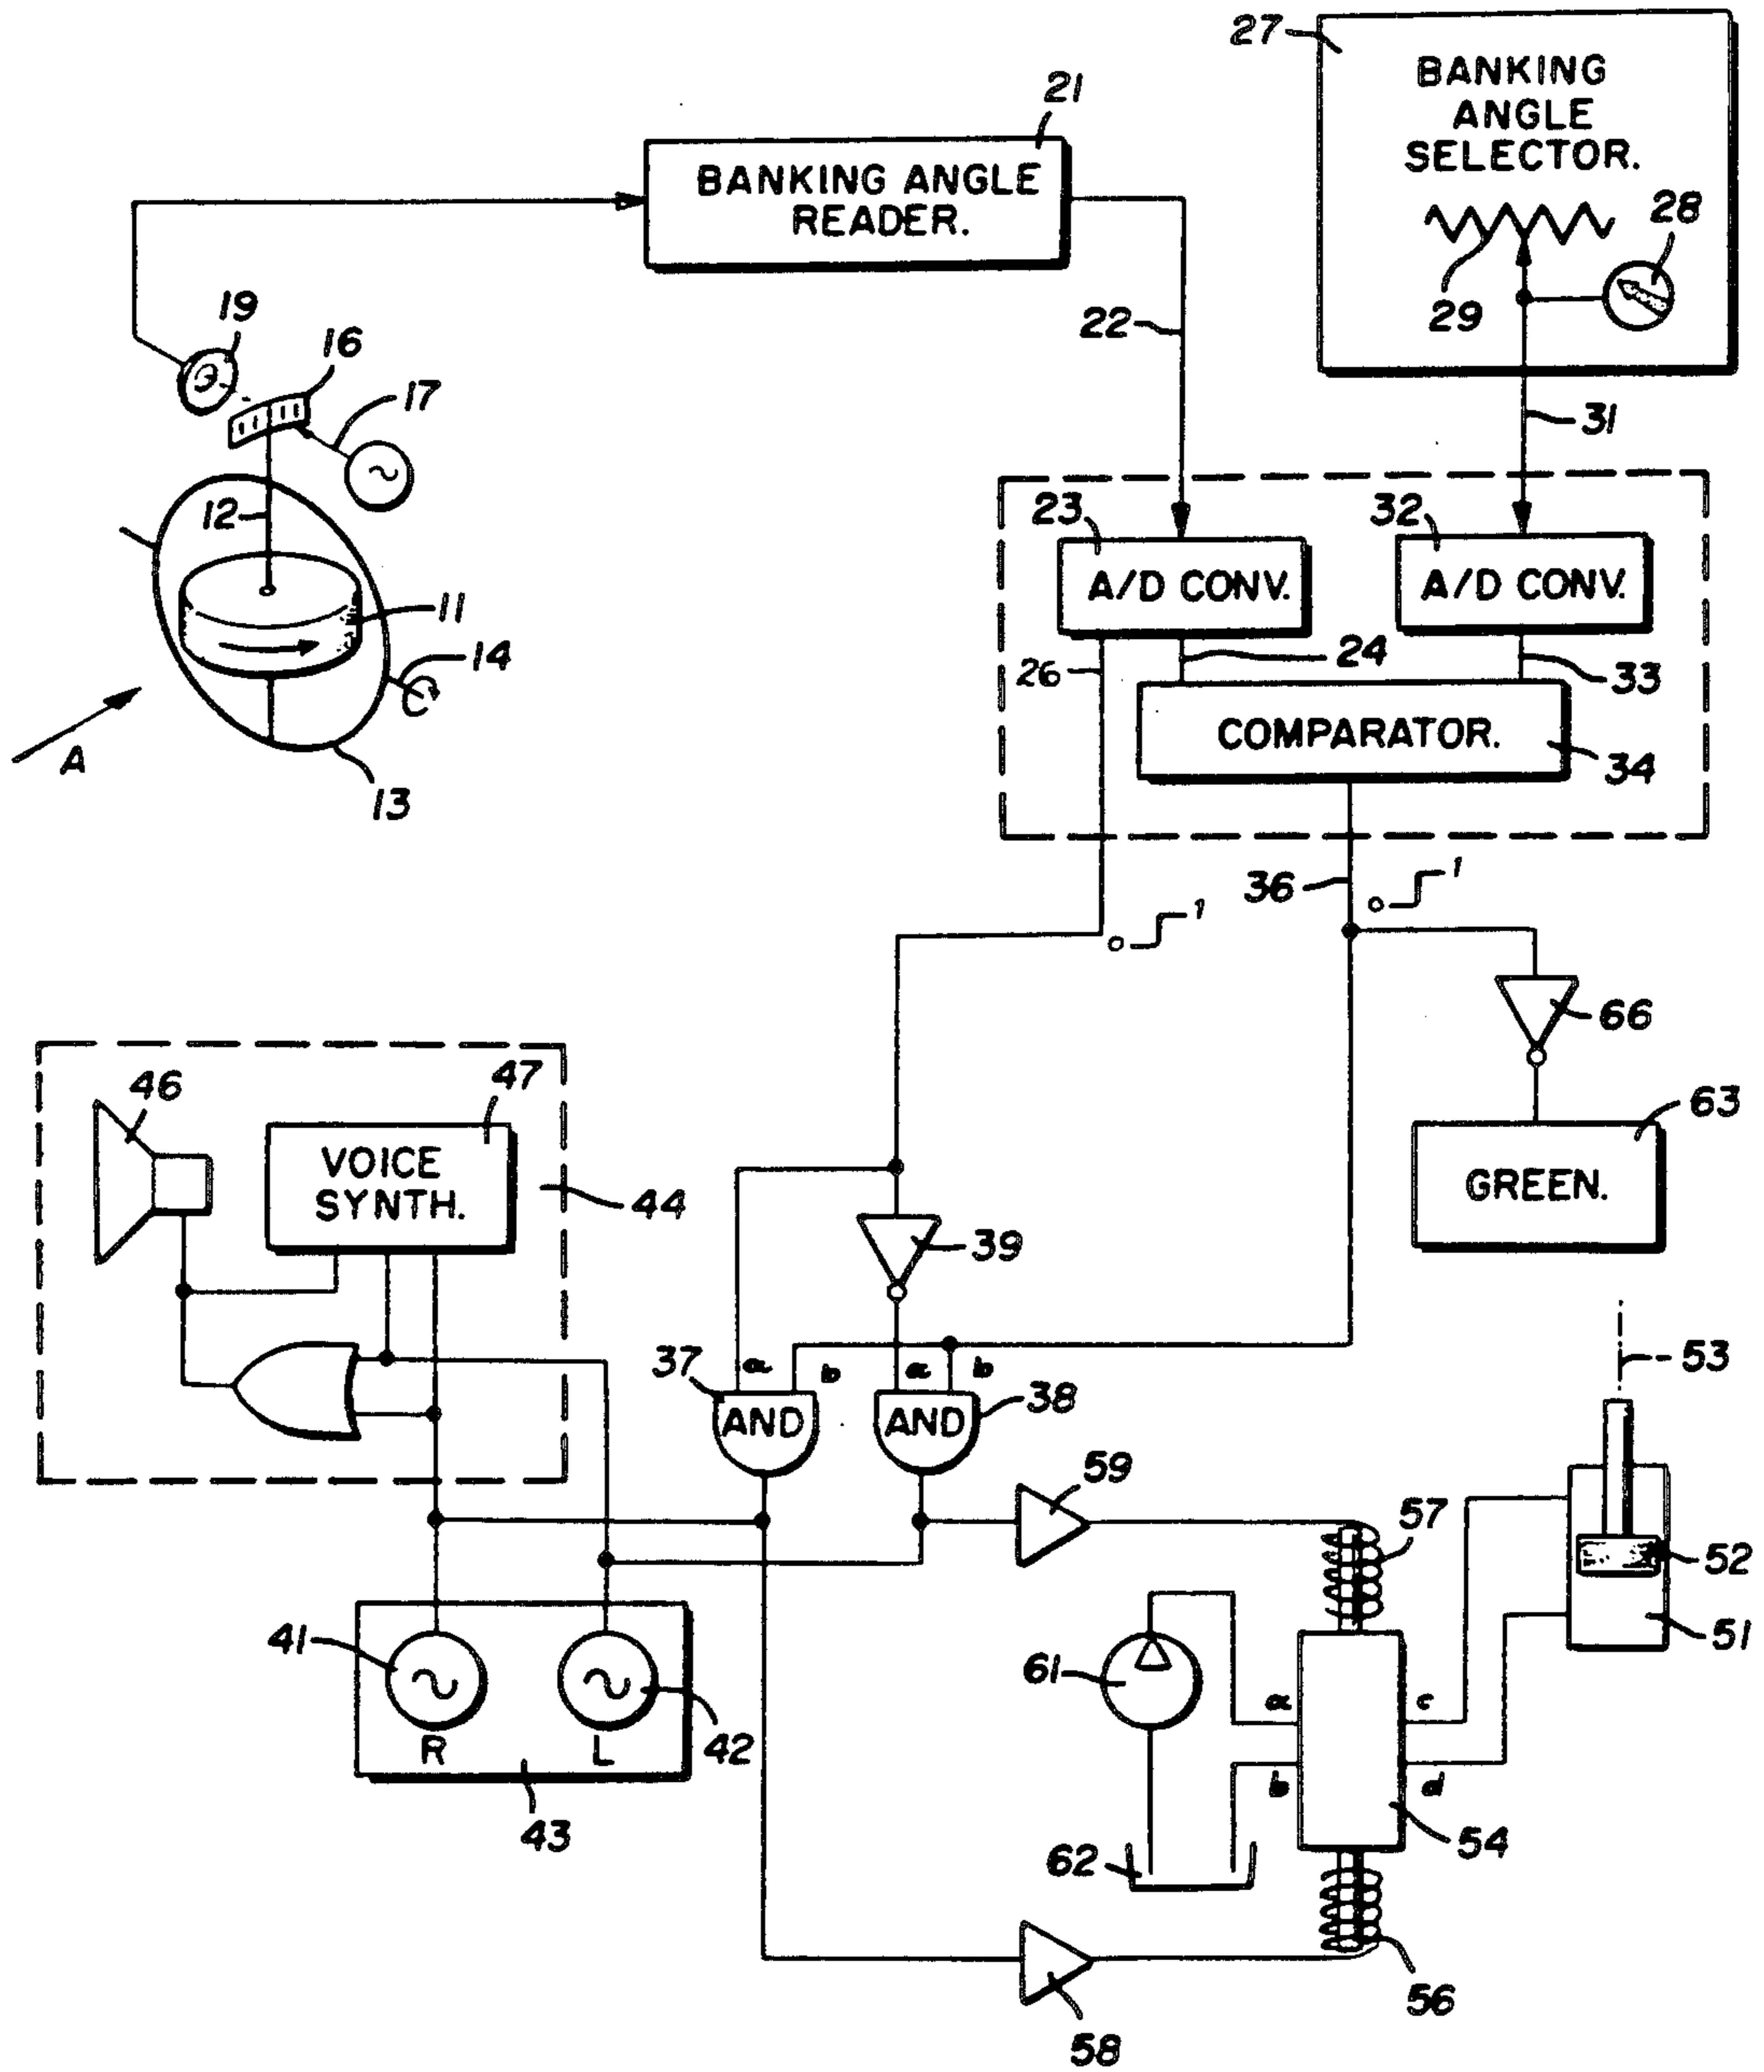 27
BANKING
ANGLE
SELECTOR.
28
29
21
BANKING ANGLE
READER.
22
31
19
16
17
12
11
14
A
13
23
32
A/D CONV.
A/D CONV.
26
24
33
COMPARATOR.
34
36
1
1
66
63
GREEN.
46
47
VOICE
SYNTH.
44
39
37
a
b
a
b
38
AND
AND
53
59
57
52
51
41
42
R
L
43
61
a
c
b
d
62
54
56
58